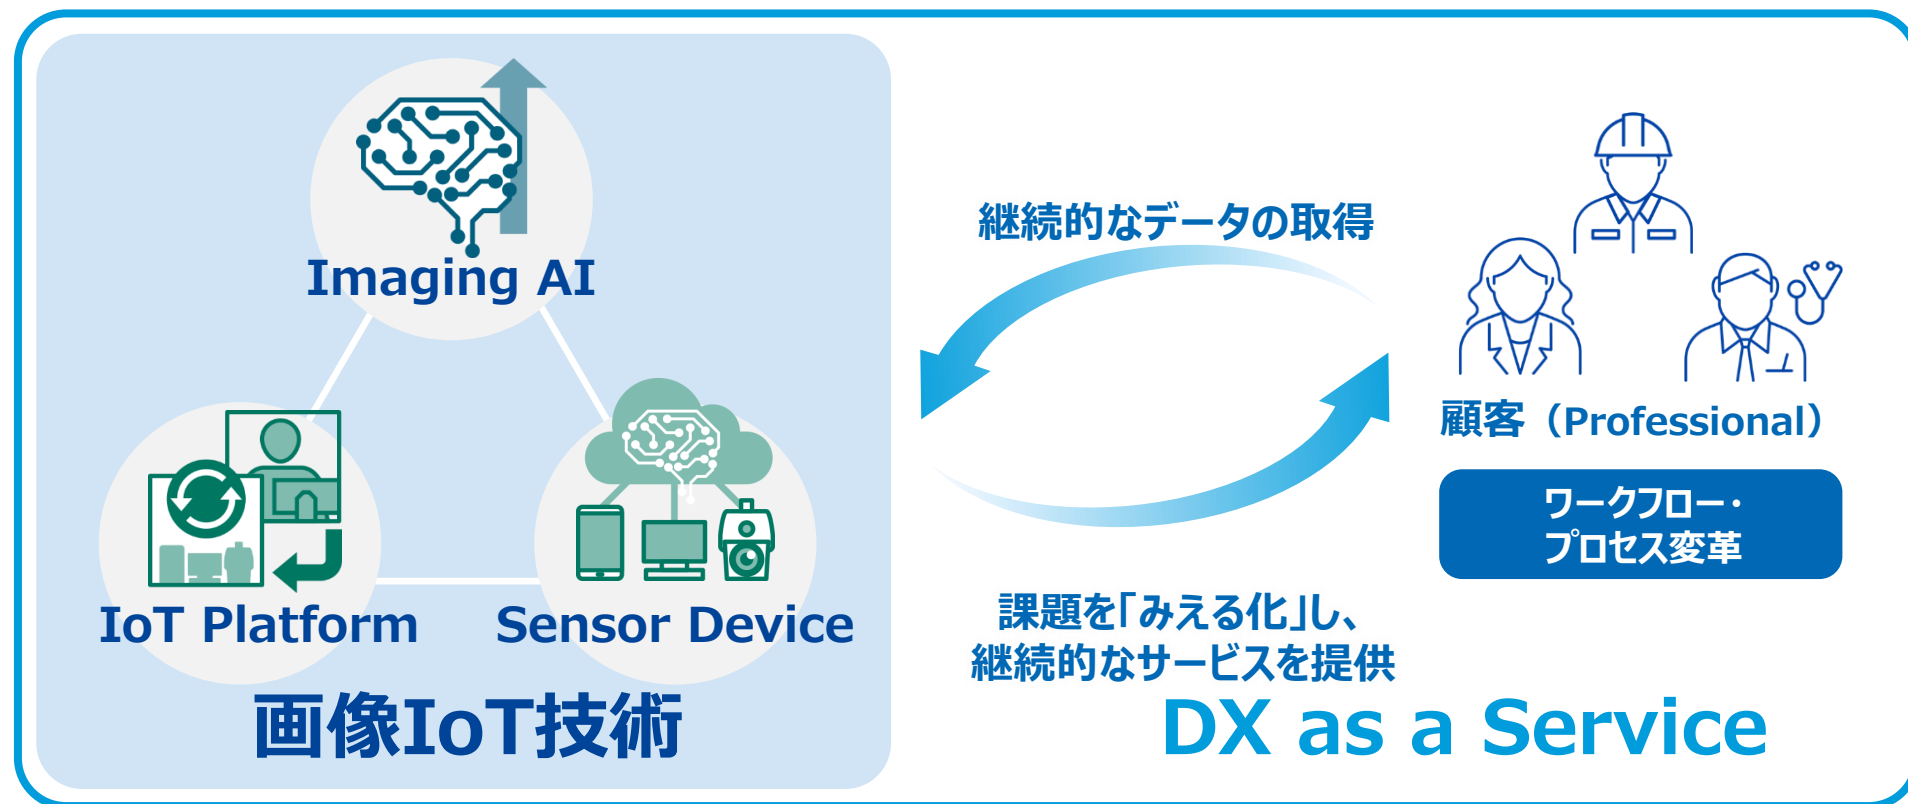 Imaging AI
IoT Platform
Sensor Device
画像IoT技術
継続的なデータの取得
課題を「みえる化」し、
継続的なサービスを提供
顧客（Professional）
ワークフロー・
プロセス変革
DX as a Service